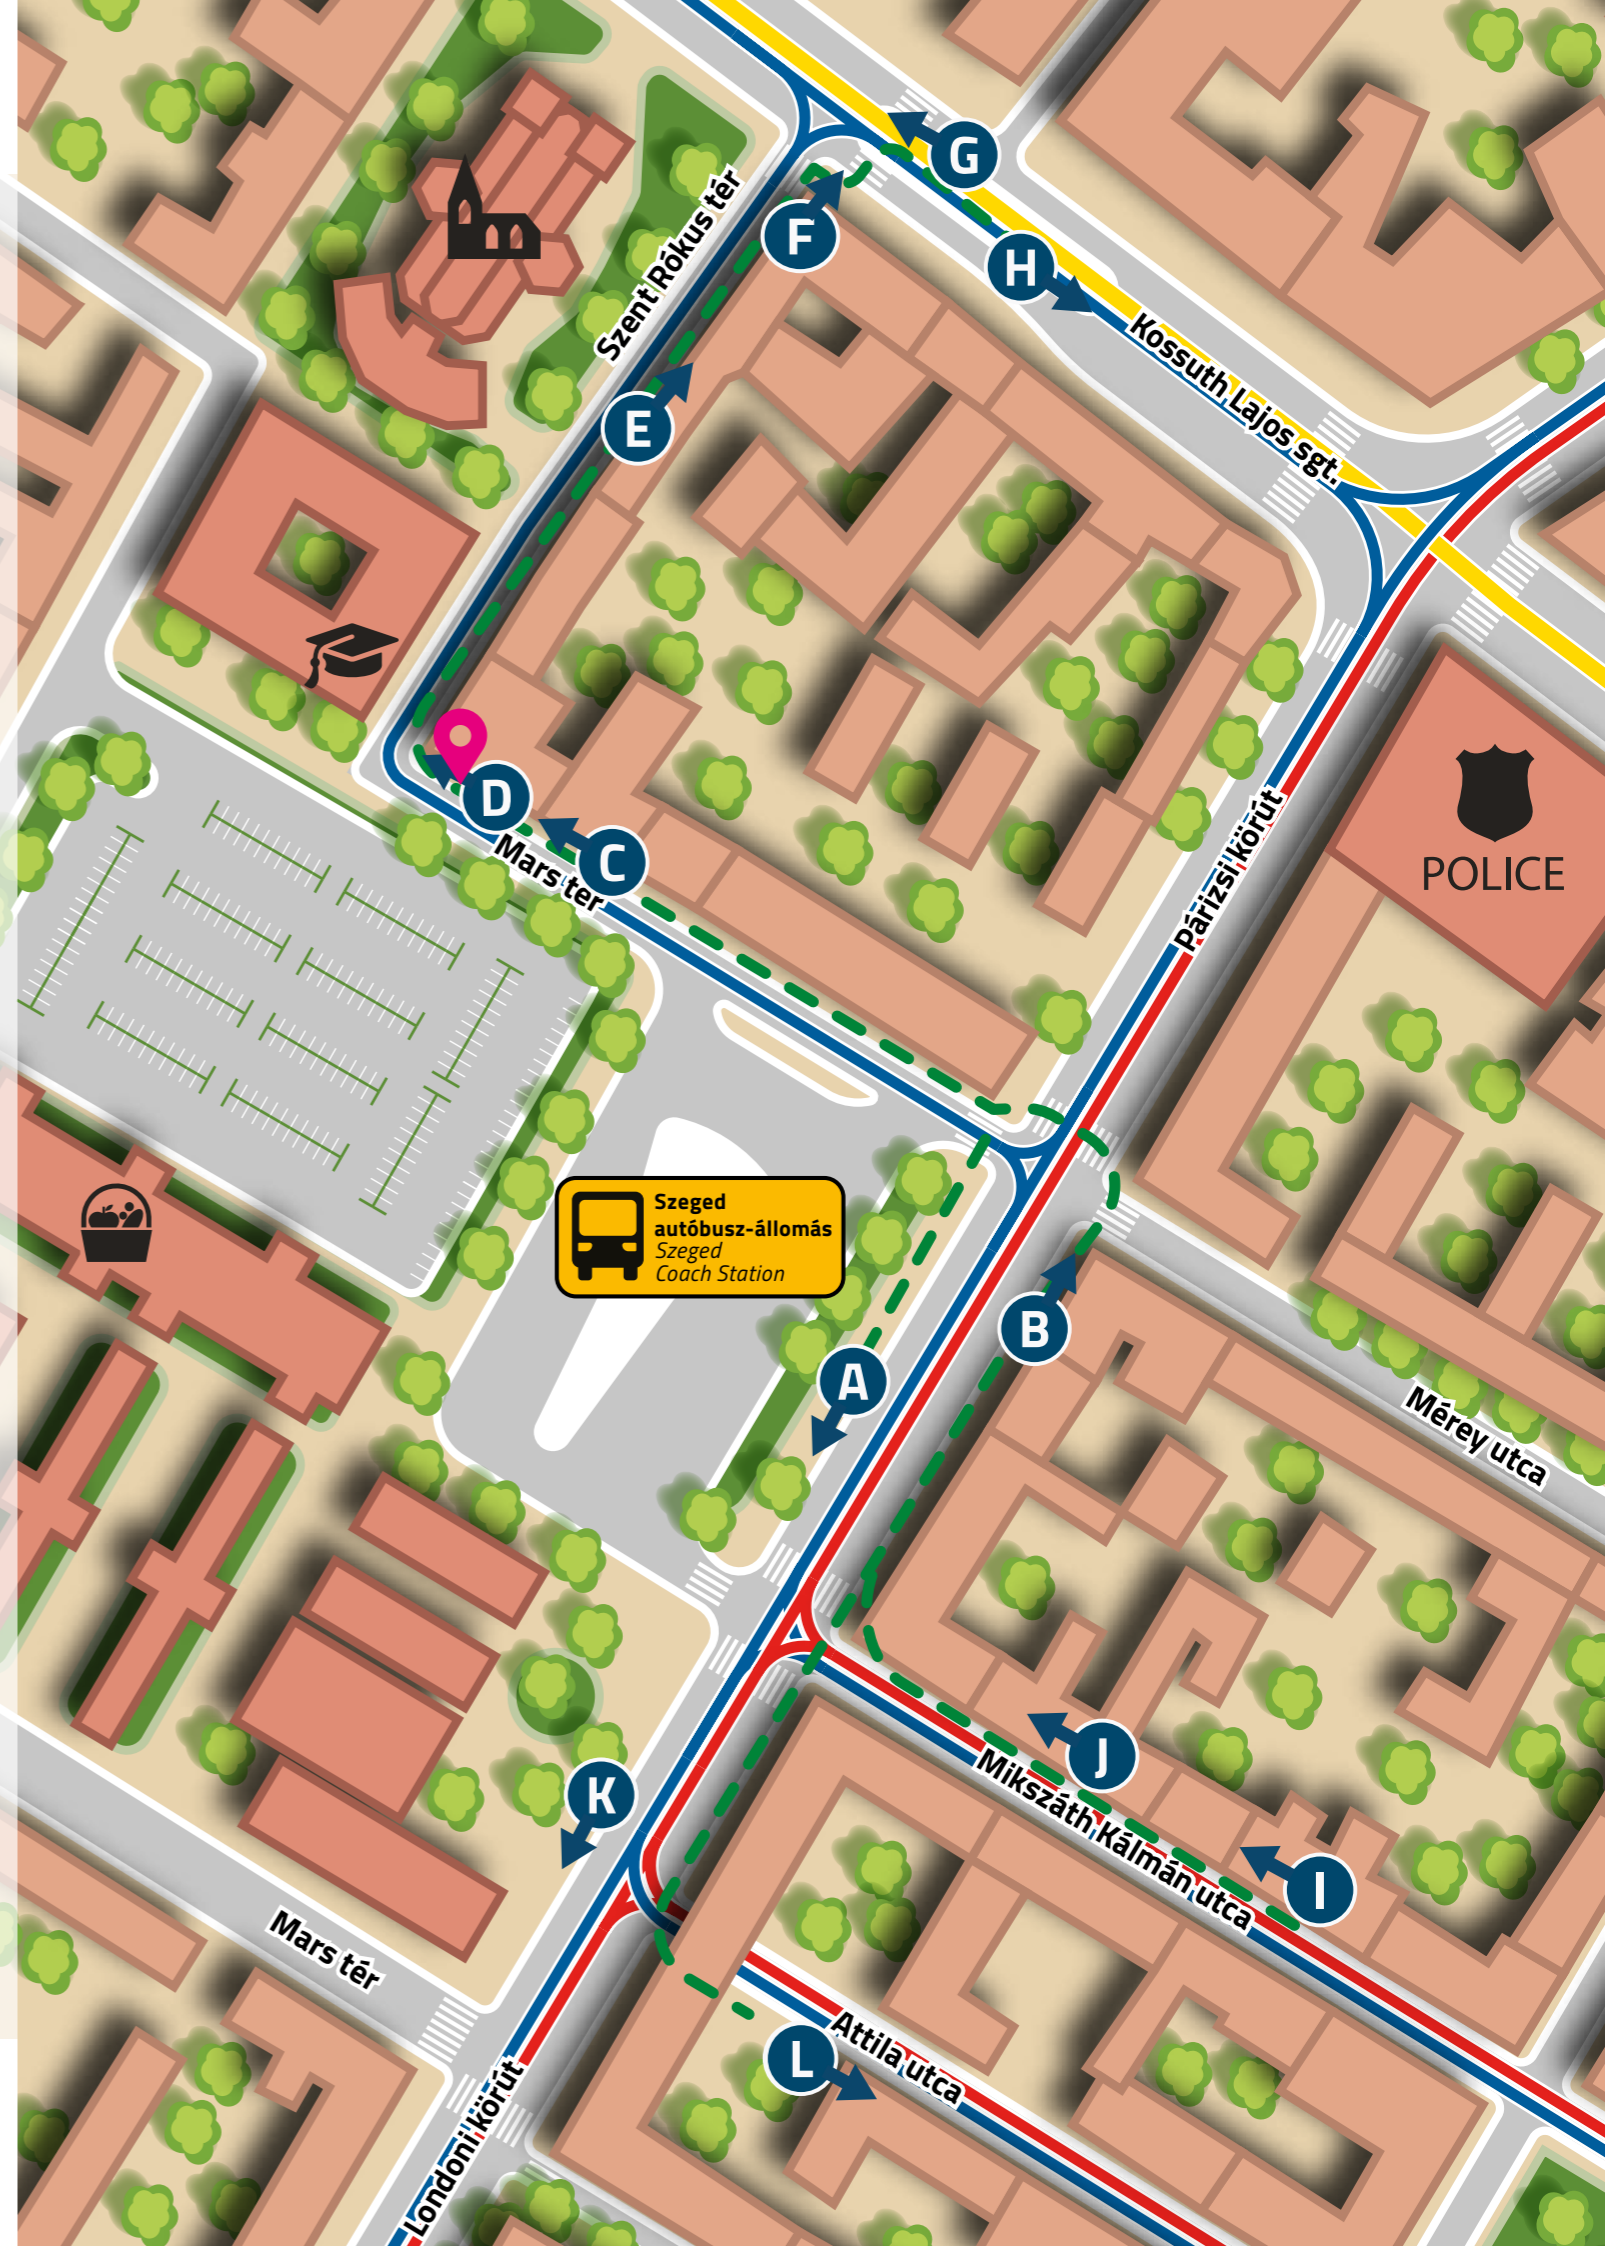 G
Szent Rókus tér
F
H
Kossuth Lajos sgt.
E
D
C
Mars tér
Párizsi körút
POLICE
Szeged
autóbusz-állomás
Szeged
Coach Station
B
A
Mérey utca
J
Mikszáth Kálmán utca
K
I
Mars tér
L
Attila utca
Londoni körút